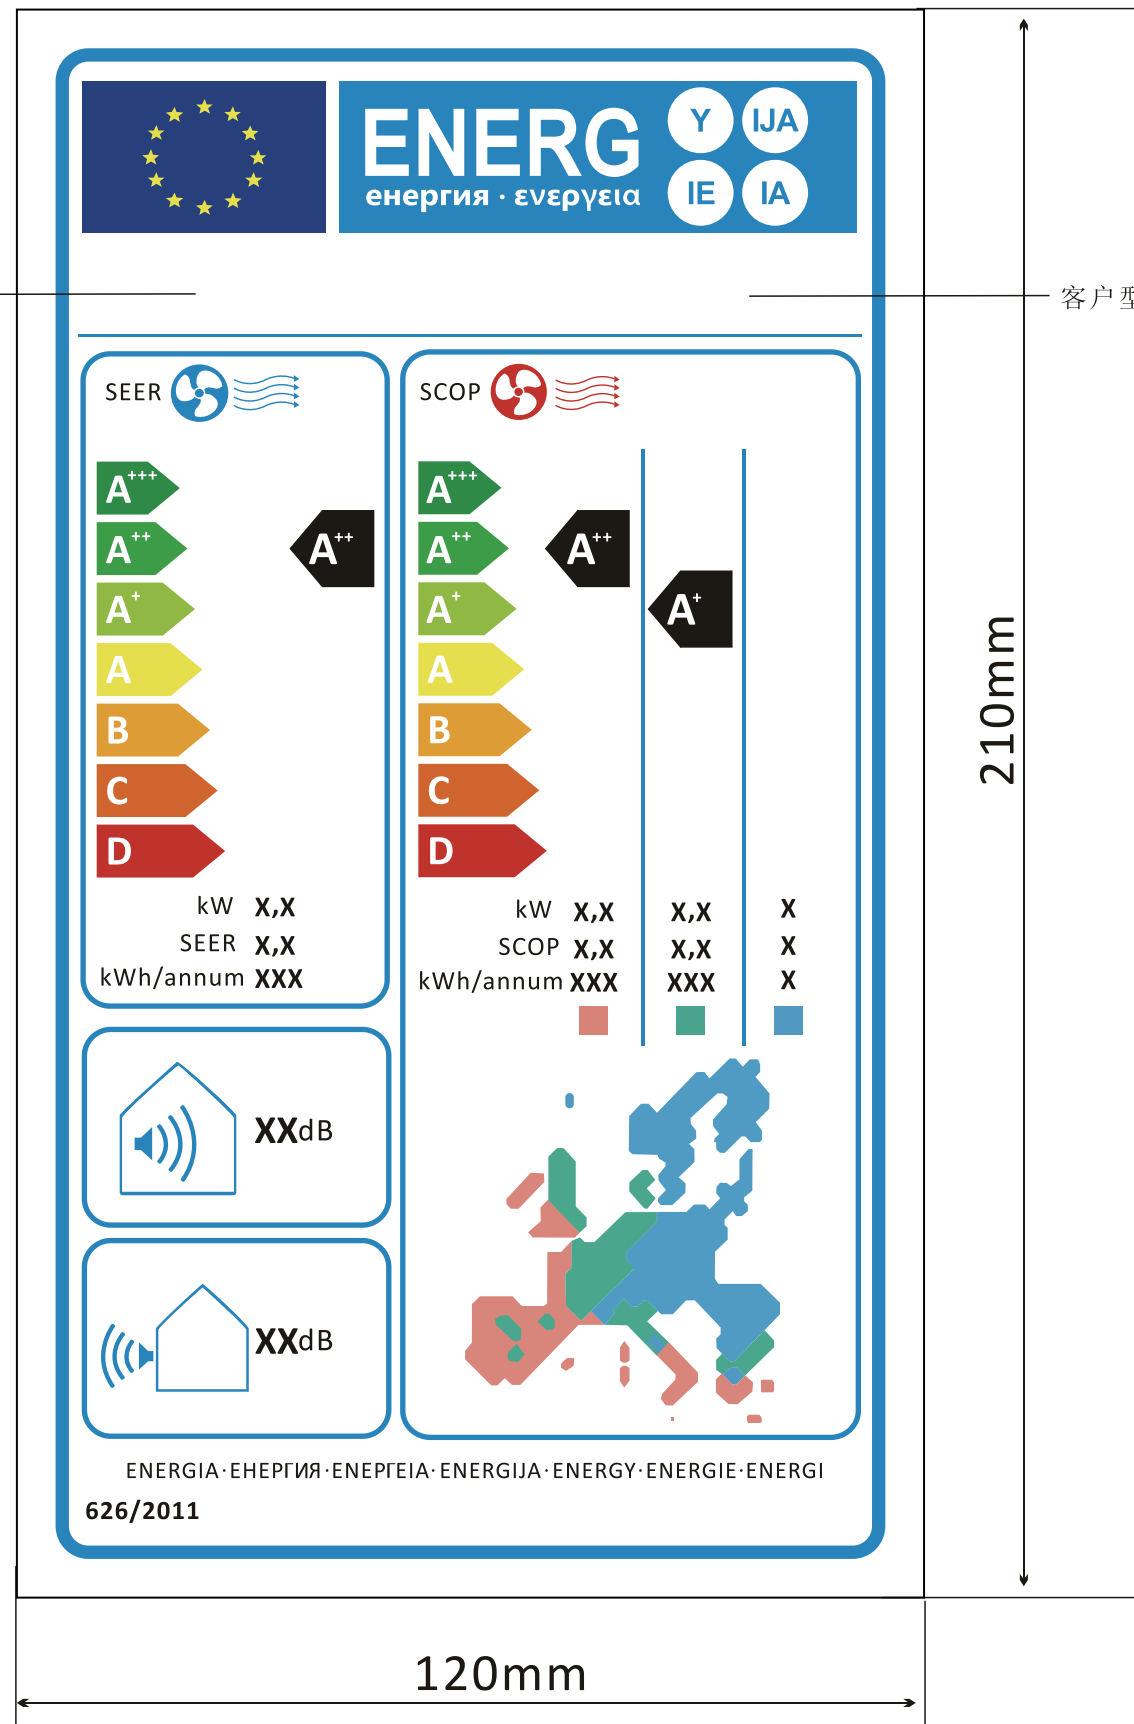 ENERG
енергия · ενεργεια
Y IJA
IE IA
客户型
SEER
SCOP
A+++
A++
A+
A
B
C
D
A++
A+++
A++
A+
A
B
C
D
A++
A+
kW X,X
SEER X,X
kWh/annum XXX
kW X,X X,X X
SCOP X,X X,X X
kWh/annum XXX XXX X
XXdB
XXdB
ENERGIA·ЕНЕРГИЯ·ΕΝΕΡΓΕΙΑ·ENERGIJA·ENERGY·ENERGIE·ENERGI
626/2011
210mm
120mm